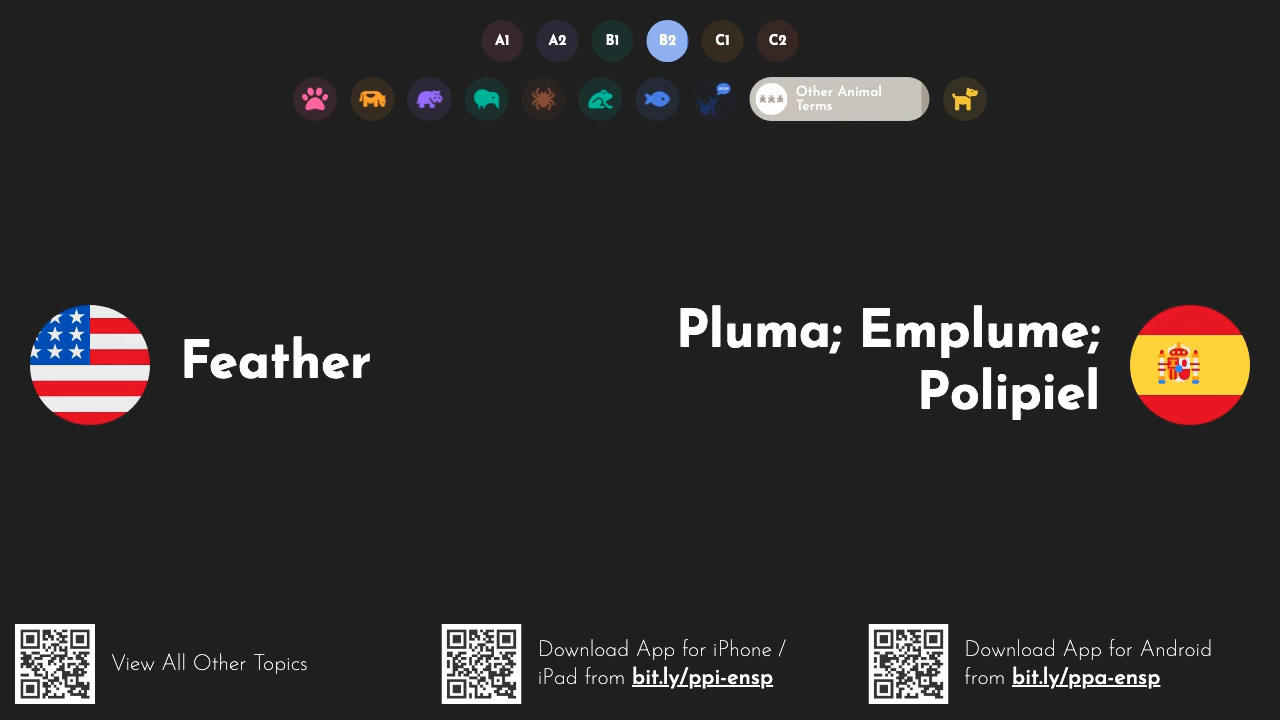 A1 A2 B1 B2 C1 C2
Other Animal
Terms
Feather
Pluma; Emplume;
Polipiel
View All Other Topics
Download App for iPhone /
iPad from bit.ly/ppi-ensp
Download App for Android
from bit.ly/ppa-ensp